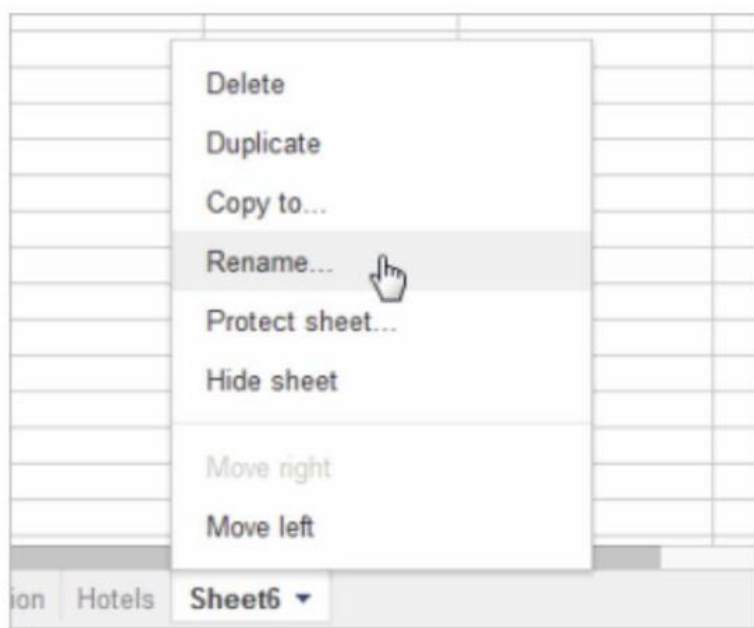 Delete
Duplicate
Copy to...
Rename...
Protect sheet...
Hide sheet
Move right
Move left
ion Hotels Sheet6